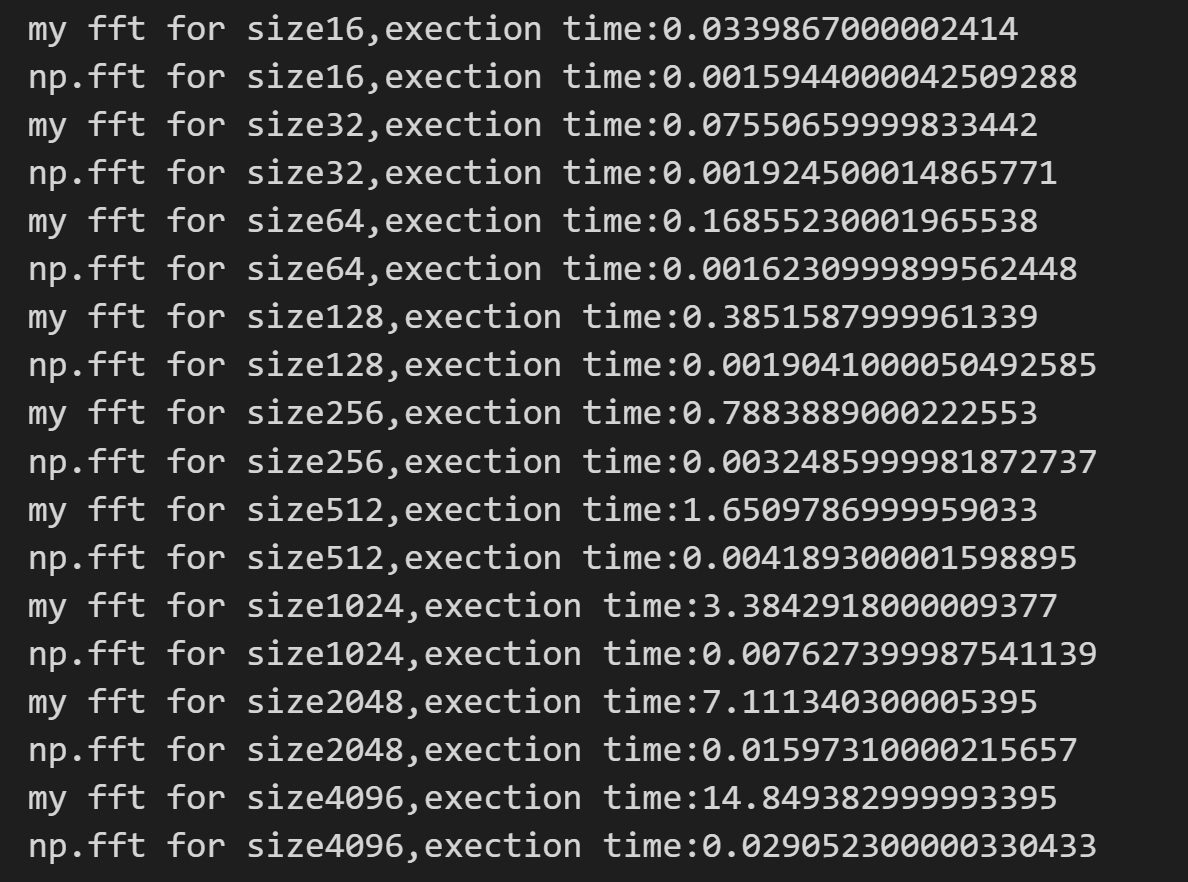 my fft for size16,exection time:0.0339867000002414
np.fft for size16,exection time:0.0015944000042509288
my fft for size32,exection time:0.07550659999833442
np.fft for size32,exection time:0.001924500014865771
my fft for size64,exection time:0.16855230001965538
np.fft for size64,exection time:0.0016230999899562448
my fft for size128,exection time:0.3851587999961339
np.fft for size128,exection time:0.0019041000050492585
my fft for size256,exection time:0.7883889000222553
np.fft for size256,exection time:0.0032485999981872737
my fft for size512,exection time:1.6509786999959033
np.fft for size512,exection time:0.004189300001598895
my fft for size1024,exection time:3.3842918000009377
np.fft for size1024,exection time:0.007627399987541139
my fft for size2048,exection time:7.111340300005395
np.fft for size2048,exection time:0.01597310000215657
my fft for size4096,exection time:14.849382999993395
np.fft for size4096,exection time:0.029052300000330433